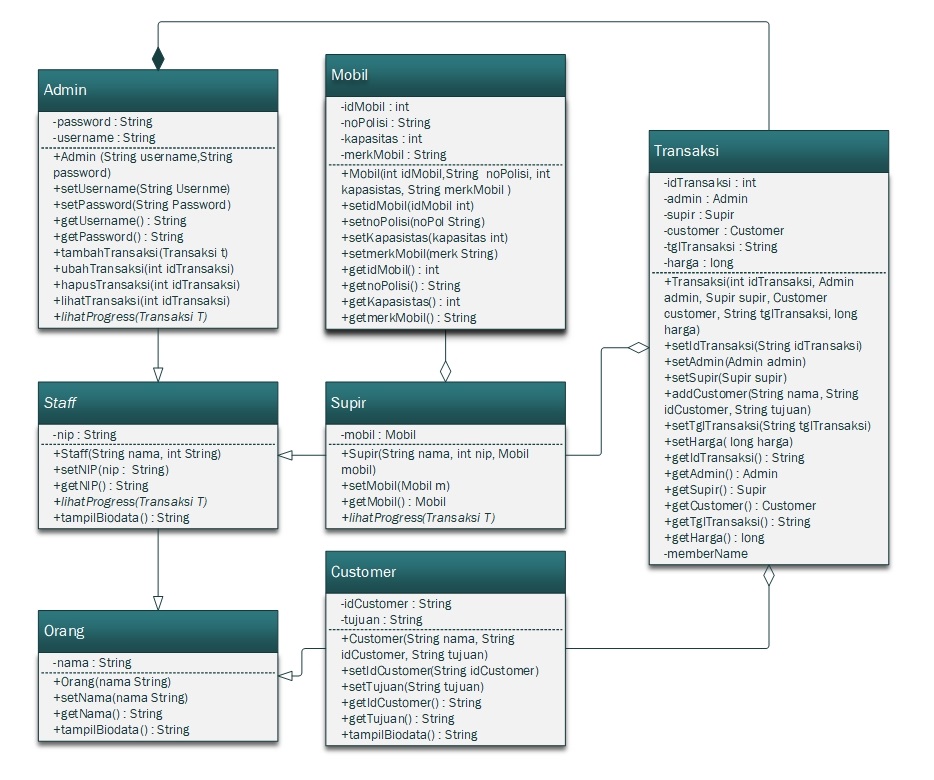 Admin
-password : String
-username : String
+Admin (String username,String
password)
+setUsername(String Usernme)
+setPassword(String Password)
+getUsername() : String
+getPassword() : String
+tambahTransaksi(Transaksi t)
+ubahTransaksi(int idTransaksi)
+hapusTransaksi(int idTransaksi)
+lihatTransaksi(int idTransaksi)
+lihatProgress(Transaksi T)
Mobil
-idMobil : int
-noPolisi : String
-kapasitas : int
-merkMobil : String
+Mobil(int idMobil,String noPolisi, int
kapasistas, String merkMobil )
+setidMobil(idMobil int)
+setnoPolisi(noPol String)
+setKapasistas(kapasitas int)
+setmerkMobil(merk String)
+getidMobil() : int
+getnoPolisi() : String
+getKapasistas() : int
+getmerkMobil() : String
Transaksi
-idTransaksi : int
-admin : Admin
-supir : Supir
-customer : Customer
-tglTransaksi : String
-harga : long
+Transaksi(int idTransaksi, Admin
admin, Supir supir, Customer
customer, String tglTransaksi, long
harga)
+setIdTransaksi(String idTransaksi)
+setAdmin(Admin admin)
+setSupir(Supir supir)
+addCustomer(String nama, String
idCustomer, String tujuan)
+setTglTransaksi(String tglTransaksi)
+setHarga( long harga)
+getIdTransaksi() : String
+getAdmin() : Admin
+getSupir() : Supir
+getCustomer() : Customer
+getTglTransaksi() : String
+getHarga() : long
-memberName
Staff
-nip : String
+Staff(String nama, int String)
+setNIP(nip : String)
+getNIP() : String
+lihatProgress(Transaksi T)
+tampilBiodata() : String
Supir
-mobil : Mobil
+Supir(String nama, int nip, Mobil
mobil)
+setMobil(Mobil m)
+getMobil() : Mobil
+lihatProgress(Transaksi T)
Customer
-idCustomer : String
-tujuan : String
+Customer(String nama, String
idCustomer, String tujuan)
+setIdCustomer(String idCustomer)
+setTujuan(String tujuan)
+getIdCustomer() : String
+getTujuan() : String
+tampilBiodata() : String
Orang
-nama : String
+Orang(nama String)
+setNama(nama String)
+getNama() : String
+tampilBiodata() : String